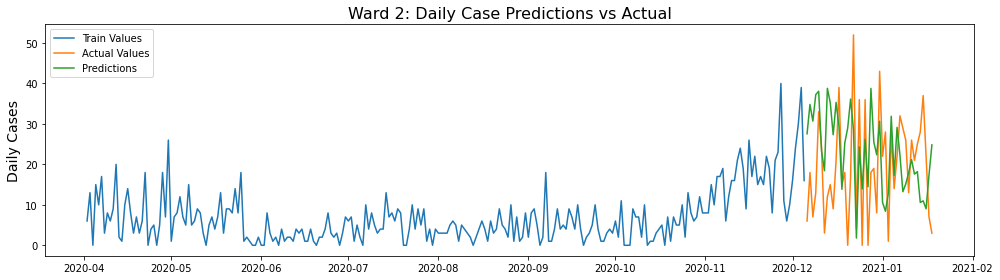 Ward 2: Daily Case Predictions vs Actual
Train Values
Actual Values
Predictions
Daily Cases
50
40
30
20
10
0
2020-04 2020-05 2020-06 2020-07 2020-08 2020-09 2020-10 2020-11 2020-12 2021-01 2021-02